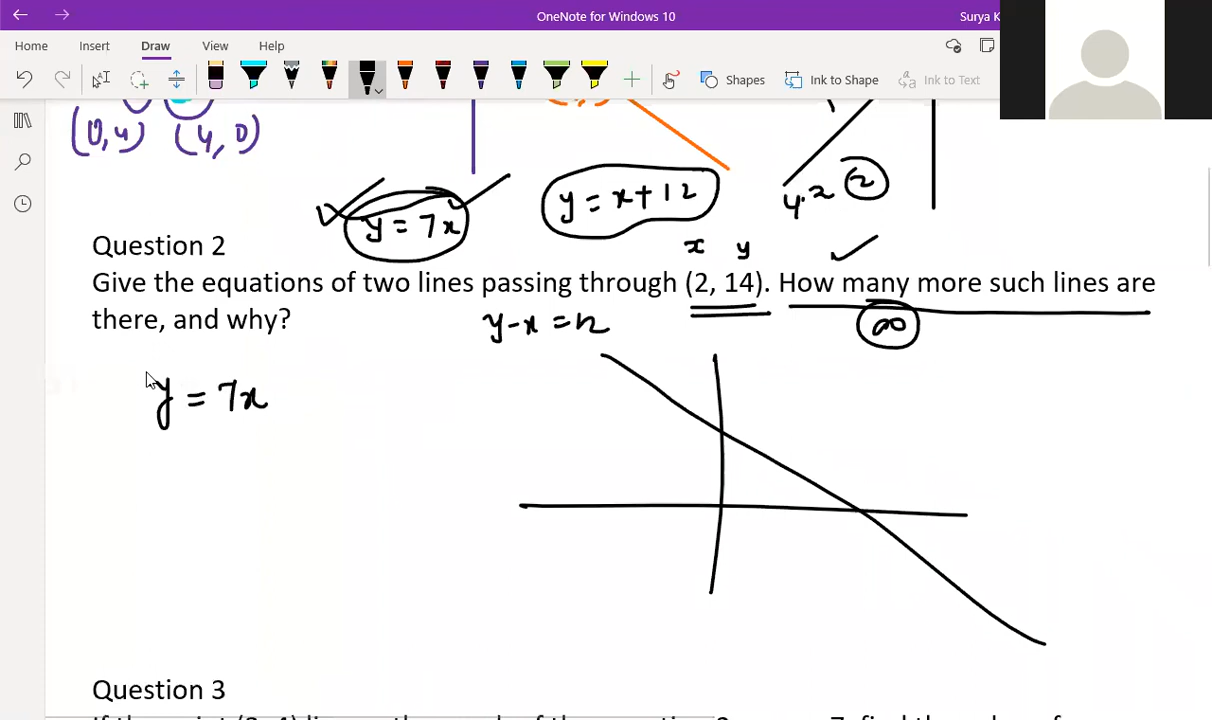 OneNote for Windows 10
Surya K
Home Insert Draw View Help
Shapes Ink to Shape Ink to Text
(0,4) (4,0)
y = 7x
y = x+12
2
x y
Question 2
Give the equations of two lines passing through (2, 14). How many more such lines are
there, and why?
∞
y = 7x
Question 3